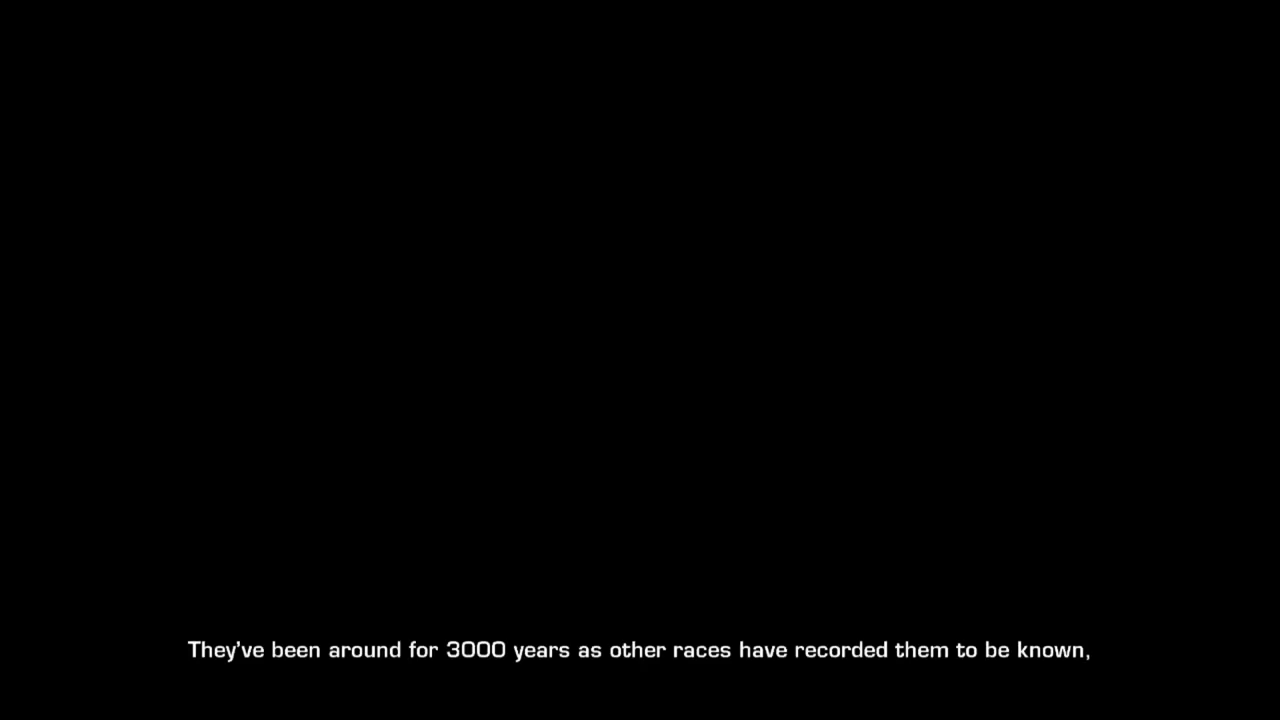 They've been around for 3000 years as other races have recorded them to be known,